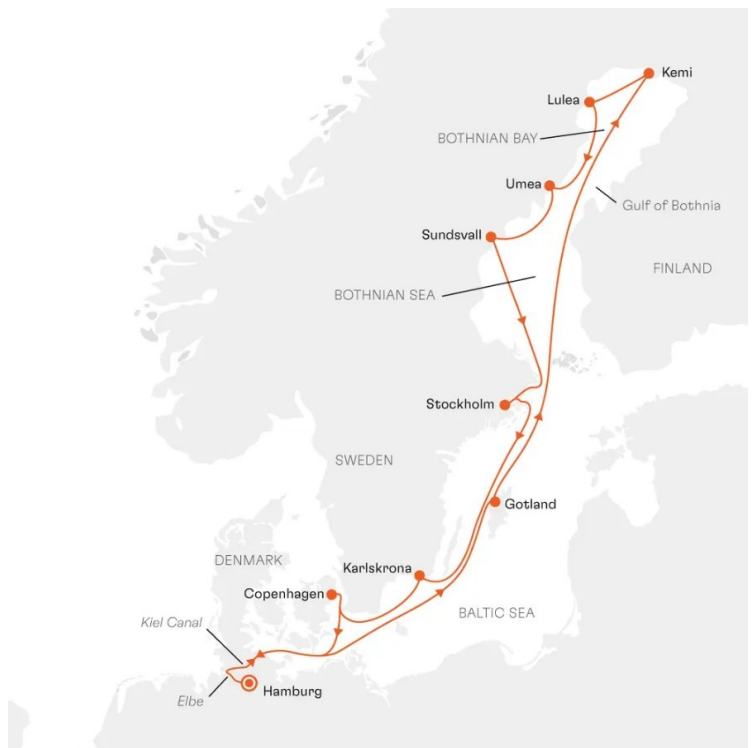 Kemi
Lulea
BOTHNIAN BAY
Umea
Gulf of Bothnia
Sundsvall
FINLAND
BOTHNIAN SEA
Stockholm
SWEDEN
Gotland
DENMARK
Karlskrona
Copenhagen
BALTIC SEA
Kiel Canal
Hamburg
Elbe